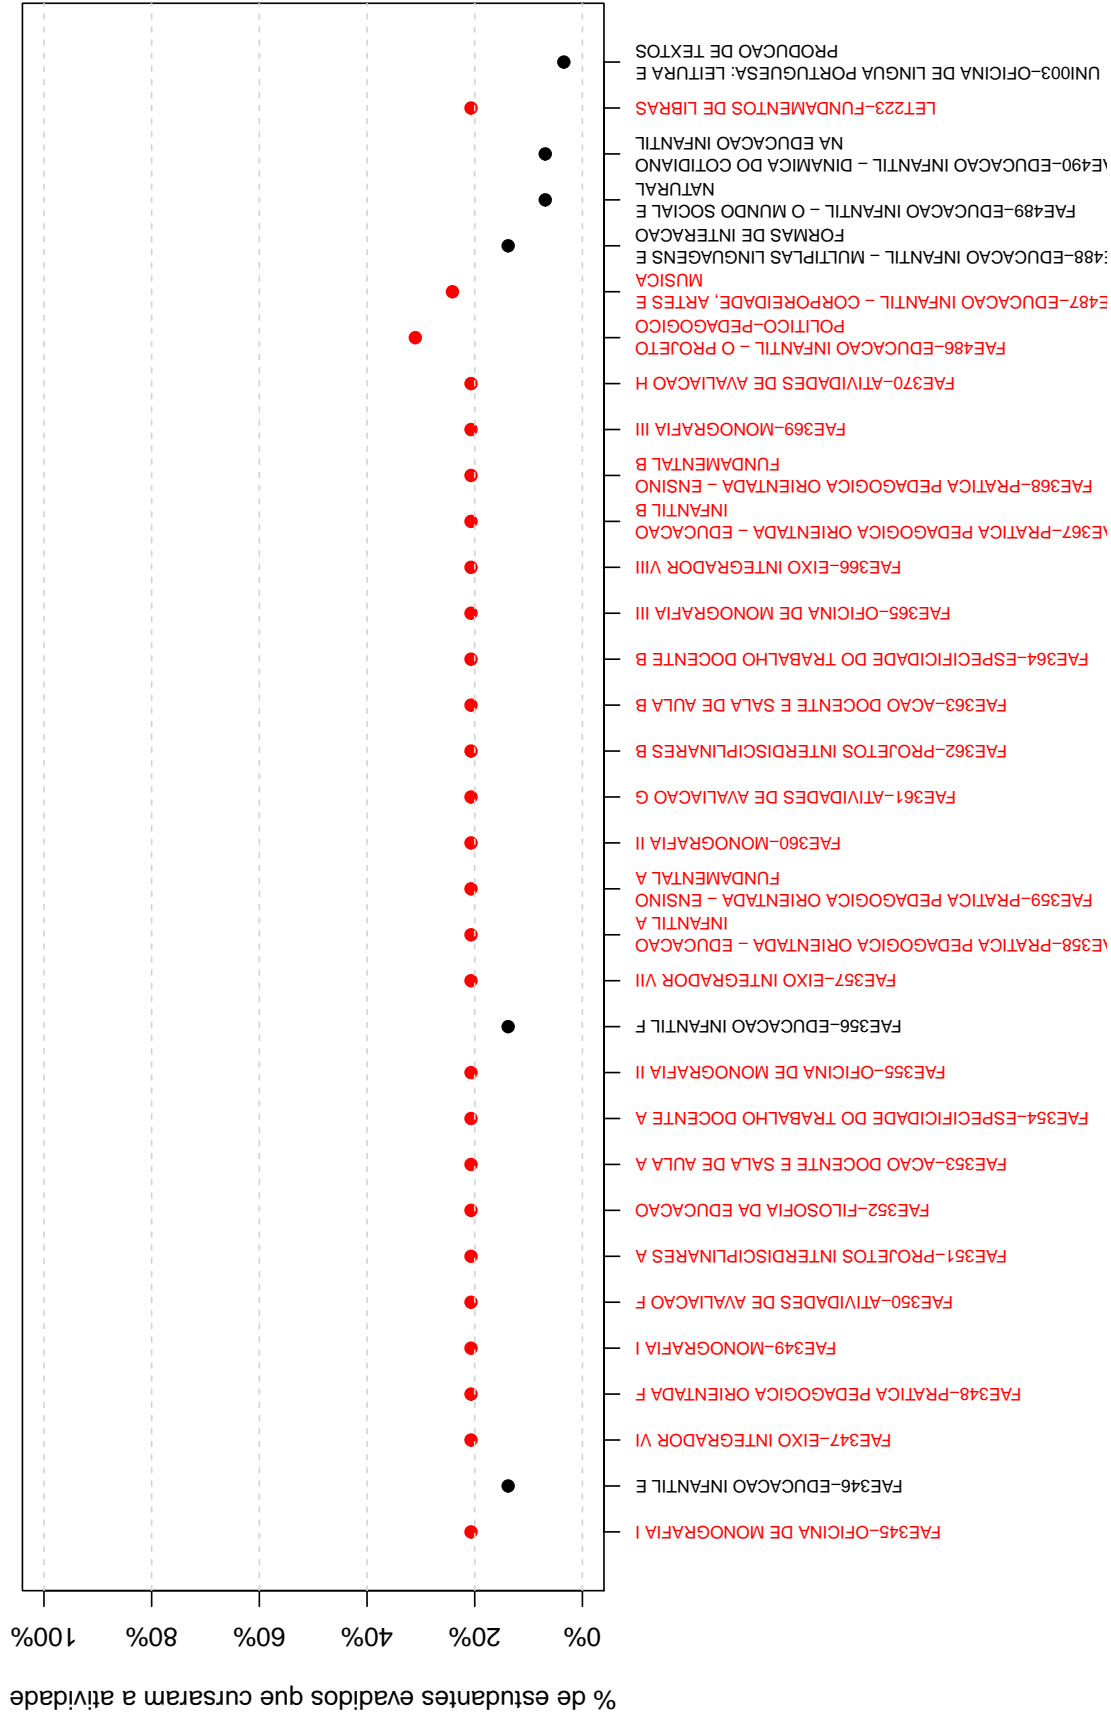 % de estudantes evadidos que cursaram a atividade
0%
20%
40%
60%
80%
100%
FAE345–OFICINA DE MONOGRAFIA I
FAE346–EDUCACAO INFANTIL E
FAE347–EIXO INTEGRADOR VI
FAE348–PRATICA PEDAGOGICA ORIENTADA F
FAE349–MONOGRAFIA I
FAE350–ATIVIDADES DE AVALIACAO F
FAE351–PROJETOS INTERDISCIPLINARES A
FAE352–FILOSOFIA DA EDUCACAO
FAE353–ACAO DOCENTE E SALA DE AULA A
FAE354–ESPECIFICIDADE DO TRABALHO DOCENTE A
FAE355–OFICINA DE MONOGRAFIA II
FAE356–EDUCACAO INFANTIL F
FAE357–EIXO INTEGRADOR VII
AE358–PRATICA PEDAGOGICA ORIENTADA – EDUCACAO
INFANTIL A
FAE359–PRATICA PEDAGOGICA ORIENTADA – ENSINO
FUNDAMENTAL A
FAE360–MONOGRAFIA II
FAE361–ATIVIDADES DE AVALIACAO G
FAE362–PROJETOS INTERDISCIPLINARES B
FAE363–ACAO DOCENTE E SALA DE AULA B
FAE364–ESPECIFICIDADE DO TRABALHO DOCENTE B
FAE365–OFICINA DE MONOGRAFIA III
FAE366–EIXO INTEGRADOR VIII
AE367–PRATICA PEDAGOGICA ORIENTADA – EDUCACAO
INFANTIL B
FAE368–PRATICA PEDAGOGICA ORIENTADA – ENSINO
FUNDAMENTAL B
FAE369–MONOGRAFIA III
FAE370–ATIVIDADES DE AVALIACAO H
FAE486–EDUCACAO INFANTIL – O PROJETO
POLITICO–PEDAGOGICO
E487–EDUCACAO INFANTIL – CORPOREIDADE, ARTES E
MUSICA
E488–EDUCACAO INFANTIL – MULTIPLAS LINGUAGENS E
FORMAS DE INTERACAO
FAE489–EDUCACAO INFANTIL – O MUNDO SOCIAL E
NATURAL
AE490–EDUCACAO INFANTIL – DINAMICA DO COTIDIANO
NA EDUCACAO INFANTIL
LET223–FUNDAMENTOS DE LIBRAS
UNI003–OFICINA DE LINGUA PORTUGUESA: LEITURA E
PRODUCAO DE TEXTOS